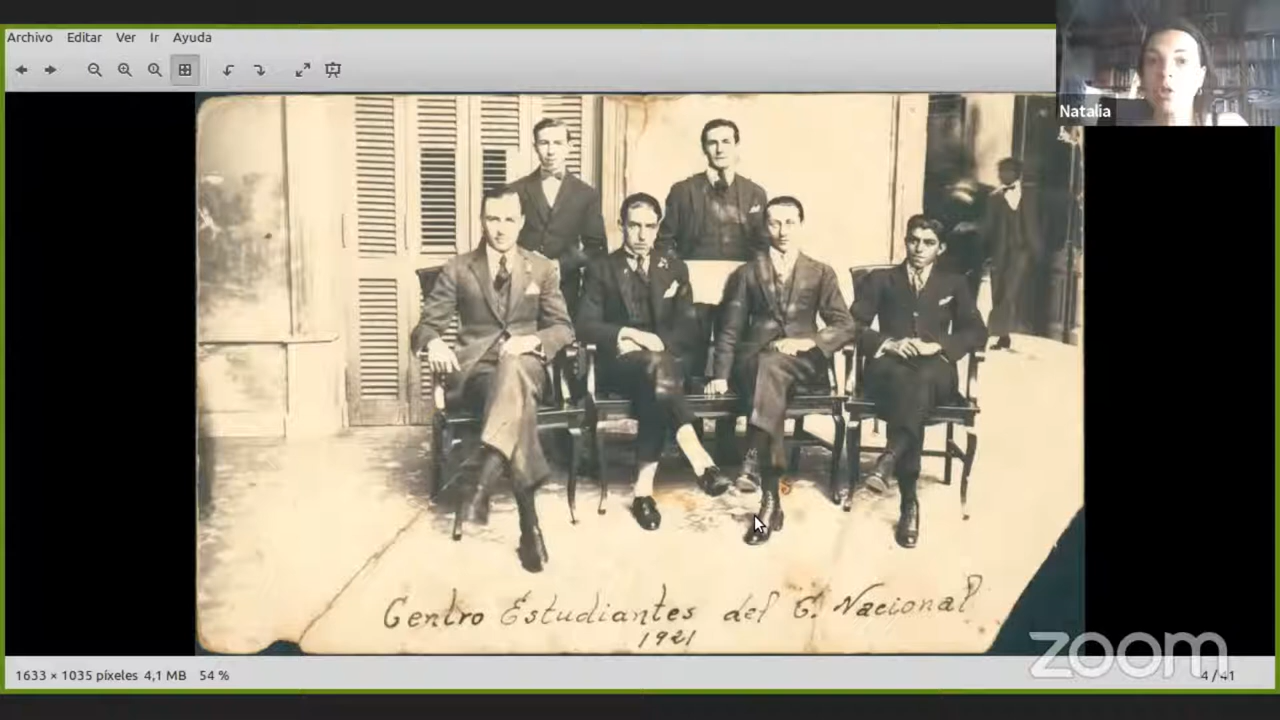 Archivo Editar Ver Ir Ayuda
Natalia
Centro Estudiantes del C. Nacional
1921
zoom
1633 × 1035 píxeles 4,1 MB 54 %
4 / 41